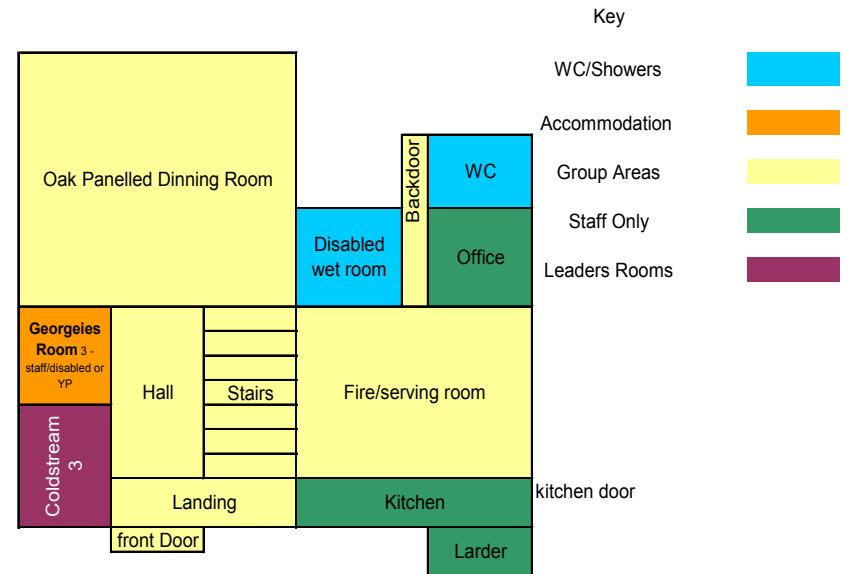 Key
WC/Showers
Accommodation
Group Areas
Staff Only
Leaders Rooms
Oak Panelled Dinning Room
Backdoor
WC
Disabled
wet room
Office
Georgeies
Room 3 -
staff/disabled or
YP
Hall
Stairs
Fire/serving room
Coldstream
3
Landing
Kitchen
kitchen door
front Door
Larder